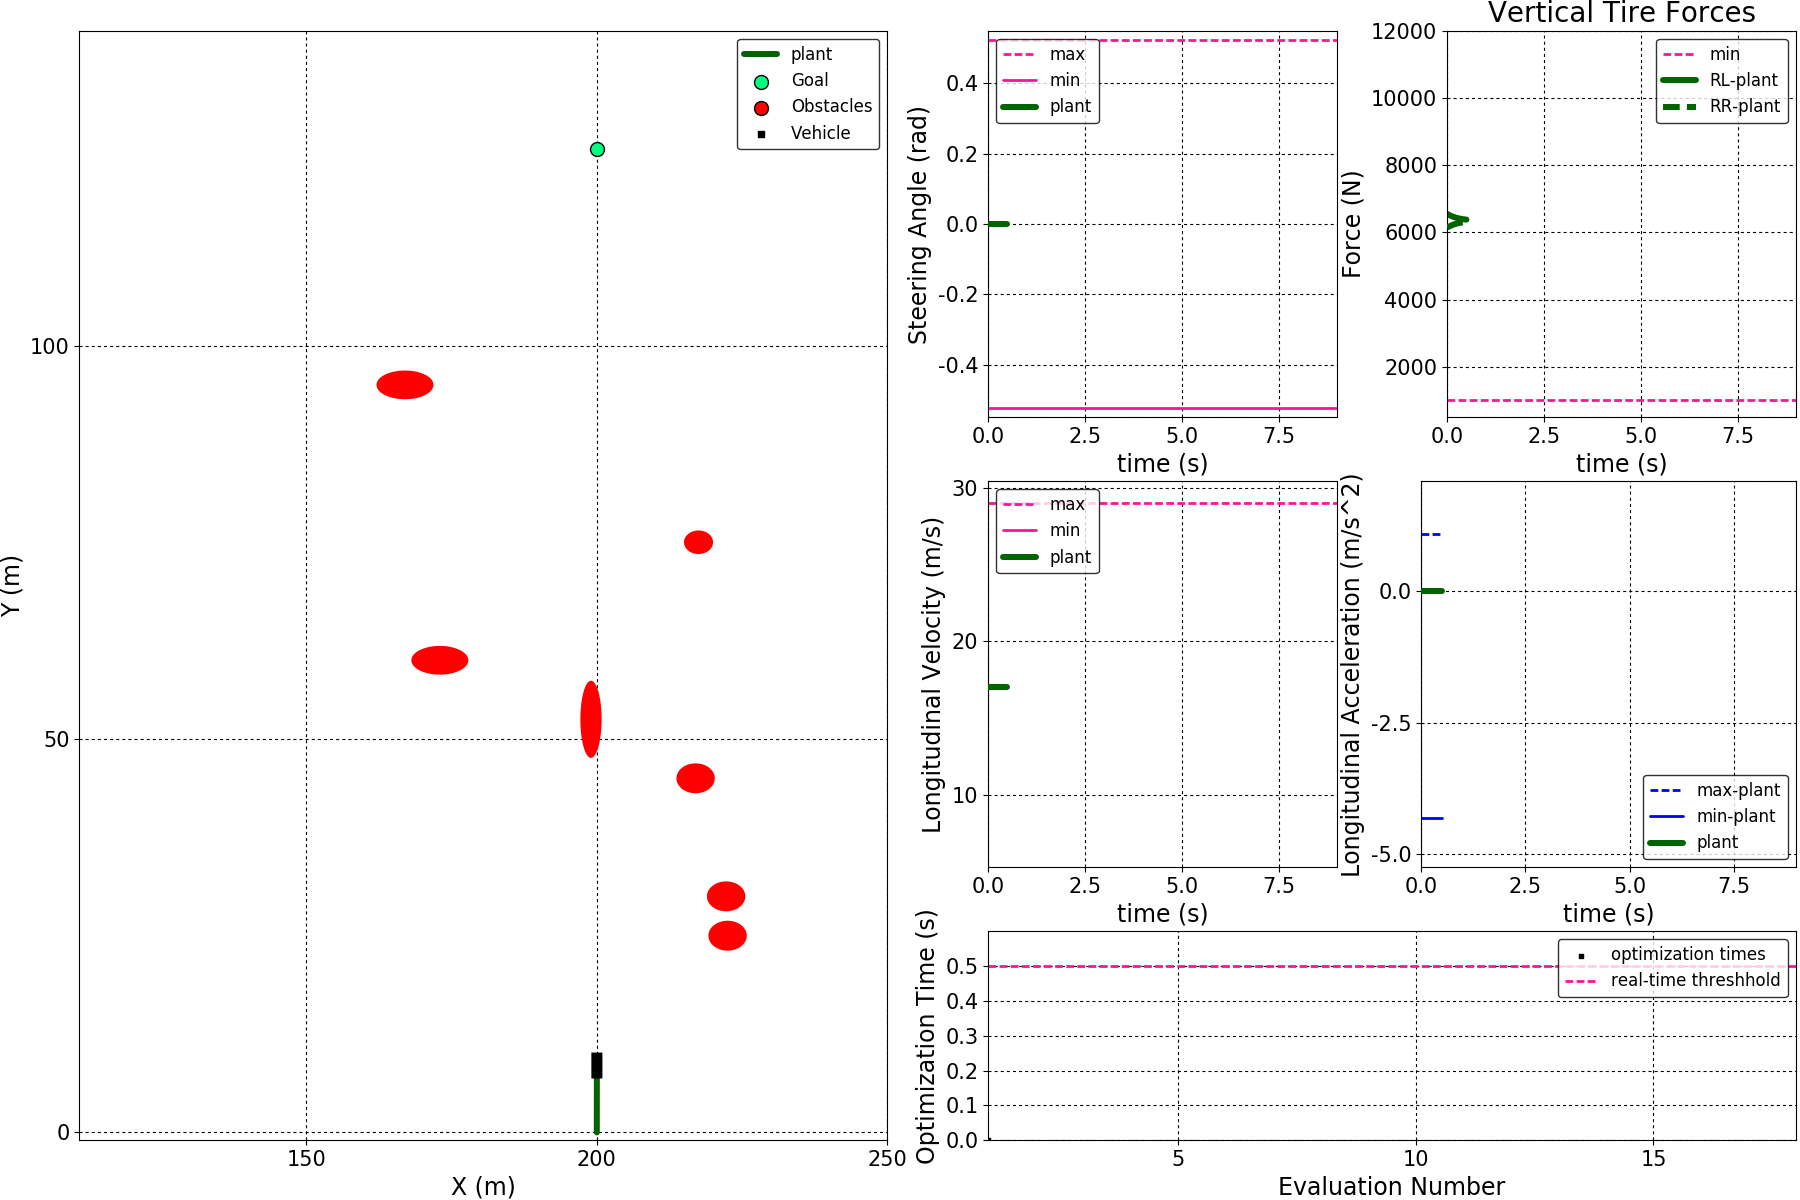 plant
Goal
Obstacles
Vehicle
100
50
0
150
200
250
Y (m)
X (m)
max
min
plant
0.4
0.2
0.0
-0.2
-0.4
0.0
2.5
5.0
7.5
Steering Angle (rad)
time (s)
Vertical Tire Forces
min
RL-plant
RR-plant
12000
10000
8000
6000
4000
2000
0.0
2.5
5.0
7.5
Force (N)
time (s)
max
min
plant
30
20
10
0.0
2.5
5.0
7.5
Longitudinal Velocity (m/s)
time (s)
0.0
-2.5
-5.0
max-plant
min-plant
plant
0.0
2.5
5.0
7.5
Longitudinal Acceleration (m/s^2)
time (s)
optimization times
real-time threshhold
0.5
0.4
0.3
0.2
0.1
0.0
5
10
15
Optimization Time (s)
Evaluation Number